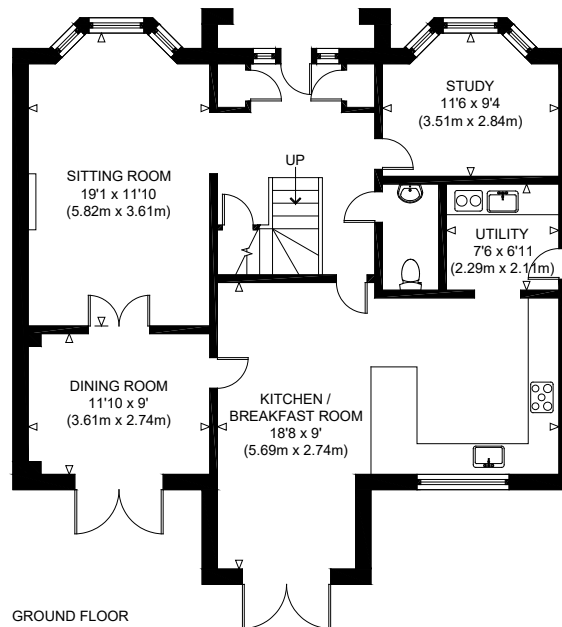 STUDY
11'6 x 9'4
(3.51m x 2.84m)
UP
SITTING ROOM
19'1 x 11'10
(5.82m x 3.61m)
UTILITY
7'6 x 6'11
(2.29m x 2.11m)
DINING ROOM
11'10 x 9'
(3.61m x 2.74m)
KITCHEN /
BREAKFAST ROOM
18'8 x 9'
(5.69m x 2.74m)
GROUND FLOOR